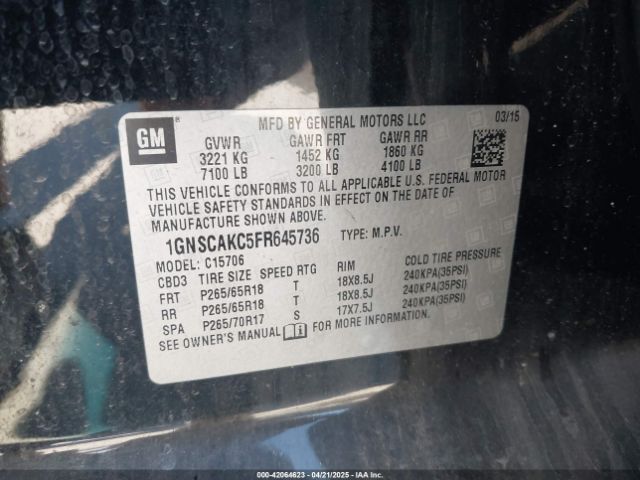 GM ®
MFD BY GENERAL MOTORS LLC 03/15
GVWR GAWR FRT GAWR RR
3221 KG 1452 KG 1860 KG
7100 LB 3200 LB 4100 LB
THIS VEHICLE CONFORMS TO ALL APPLICABLE U.S. FEDERAL MOTOR
VEHICLE SAFETY STANDARDS IN EFFECT ON THE DATE OF
MANUFACTURE SHOWN ABOVE.
1GNSCAKC5FR645736 TYPE: M.P.V.
MODEL: C15706
CBD3 TIRE SIZE SPEED RTG RIM COLD TIRE PRESSURE
FRT P265/65R18 T 18X8.5J 240KPA(35PSI)
RR P265/65R18 T 18X8.5J 240KPA(35PSI)
SPA P265/70R17 S 17X7.5J 240KPA(35PSI)
SEE OWNER'S MANUAL i FOR MORE INFORMATION.
000-42064623 - 04/21/2025 - IAA, Inc.